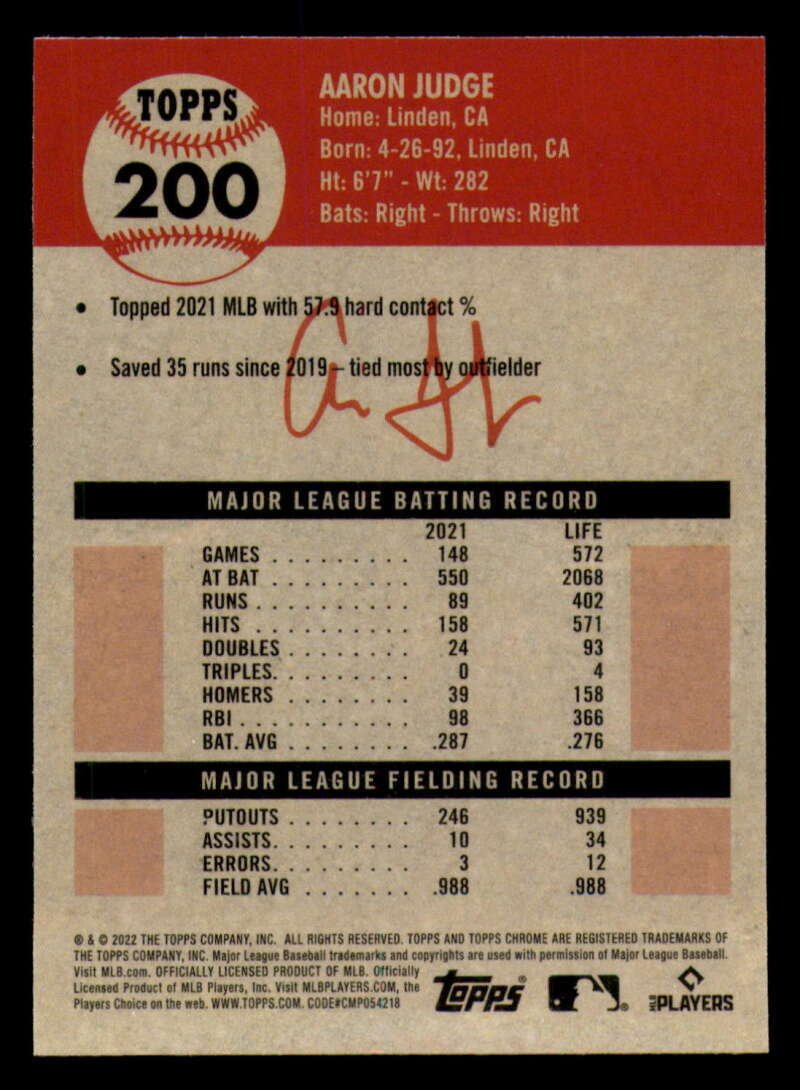 TOPPS
200
AARON JUDGE
Home: Linden, CA
Born: 4-26-92, Linden, CA
Ht: 6'7" - Wt: 282
Bats: Right - Throws: Right
• Topped 2021 MLB with 57.9 hard contact %
• Saved 35 runs since 2019 – tied most by outfielder
MAJOR LEAGUE BATTING RECORD
2021 LIFE
GAMES . . . . . . . . . 148 572
AT BAT . . . . . . . . . 550 2068
RUNS . . . . . . . . . . 89 402
HITS . . . . . . . . . . 158 571
DOUBLES . . . . . . . . 24 93
TRIPLES. . . . . . . . . 0 4
HOMERS . . . . . . . . 39 158
RBI . . . . . . . . . . . 98 366
BAT. AVG . . . . . . . . .287 .276
MAJOR LEAGUE FIELDING RECORD
PUTOUTS . . . . . . . . 246 939
ASSISTS. . . . . . . . . 10 34
ERRORS. . . . . . . . . 3 12
FIELD AVG . . . . . . . .988 .988
® & © 2022 THE TOPPS COMPANY, INC. ALL RIGHTS RESERVED. TOPPS AND TOPPS CHROME ARE REGISTERED TRADEMARKS OF
THE TOPPS COMPANY, INC. Major League Baseball trademarks and copyrights are used with permission of Major League Baseball.
Visit MLB.com. OFFICIALLY LICENSED PRODUCT OF MLB. Officially
Licensed Product of MLB Players, Inc. Visit MLBPLAYERS.COM, the
Players Choice on the web. WWW.TOPPS.COM. CODE#CMP054218
TOPPS®
MLB PLAYERS